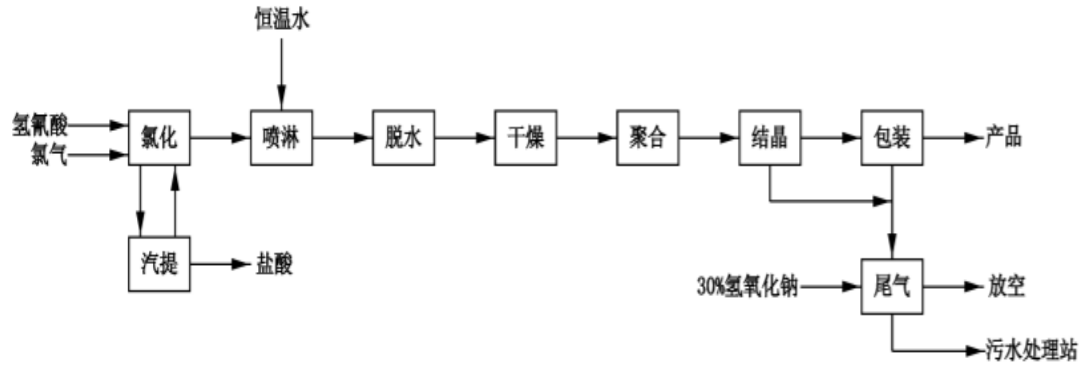 恒温水
氢氰酸
氯气
氯化
喷淋
脱水
干燥
聚合
结晶
包装
产品
汽提
盐酸
30%氢氧化钠
尾气
放空
污水处理站